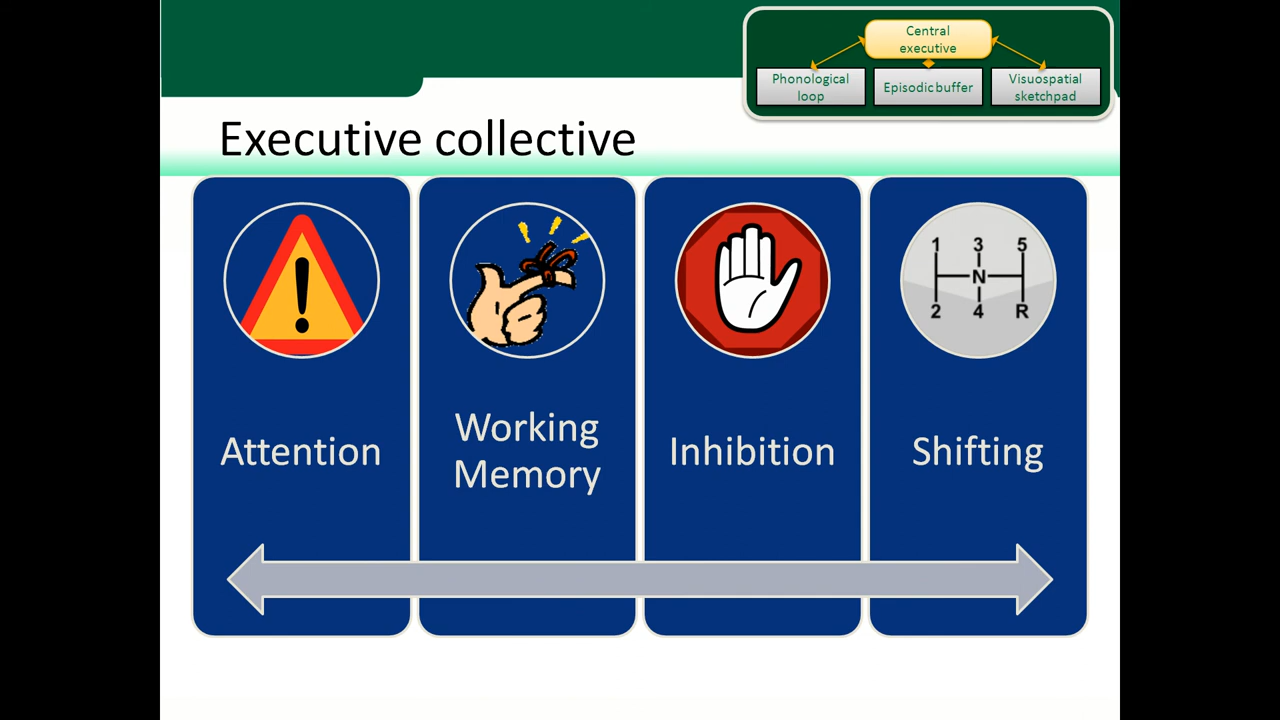 Central
executive
Phonological
loop
Episodic buffer
Visuospatial
sketchpad
Executive collective
1 3 5
N
2 4 R
Attention
Working
Memory
Inhibition
Shifting